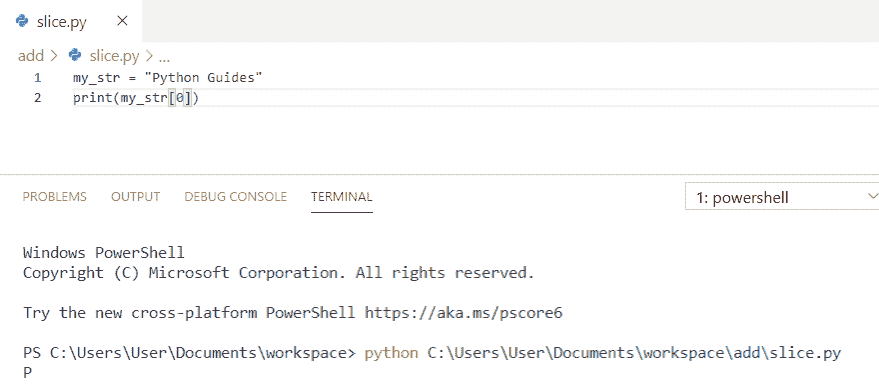 slice.py
add > slice.py > ...
1 my_str = "Python Guides"
2 print(my_str[0])
PROBLEMS OUTPUT DEBUG CONSOLE TERMINAL 1: powershell
Windows PowerShell
Copyright (C) Microsoft Corporation. All rights reserved.
Try the new cross-platform PowerShell https://aka.ms/pscore6
PS C:\Users\User\Documents\workspace> python C:\Users\User\Documents\workspace\add\slice.py
P